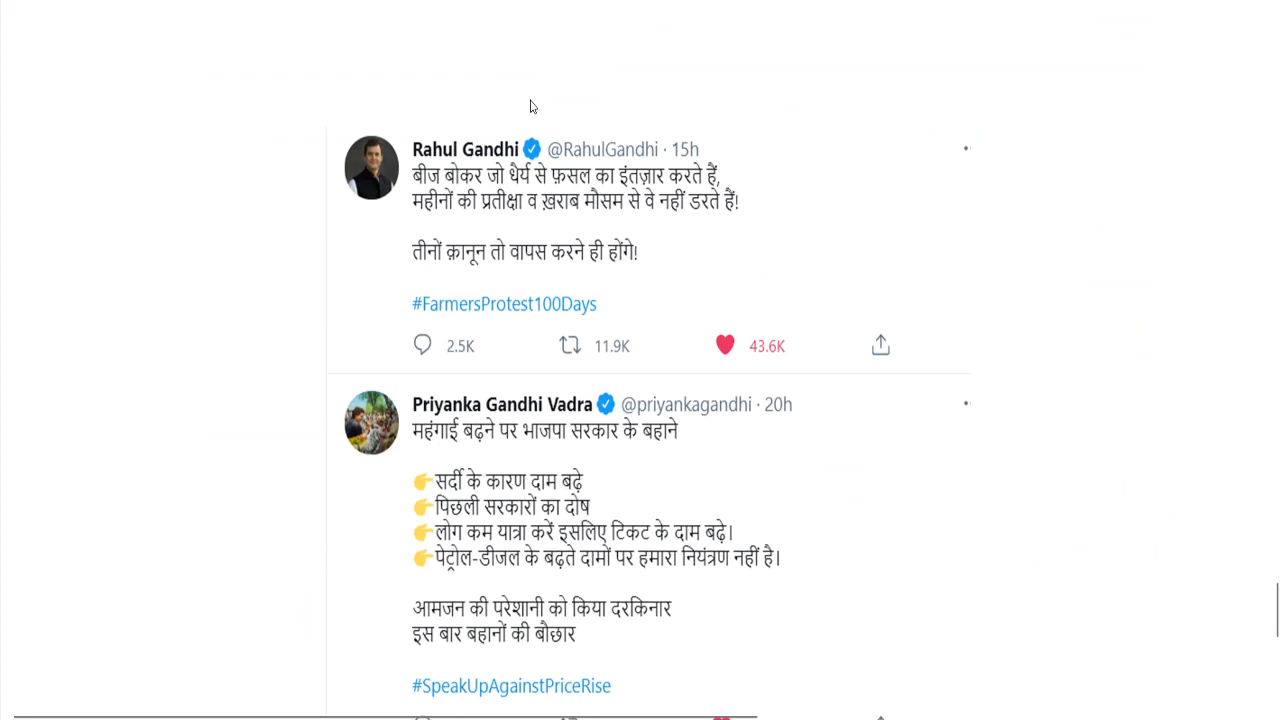 Rahul Gandhi @RahulGandhi · 15h
बीज बोकर जो धैर्य से फ़सल का इंतज़ार करते हैं,
महीनों की प्रतीक्षा व ख़राब मौसम से वे नहीं डरते हैं!
तीनों क़ानून तो वापस करने ही होंगे!
#FarmersProtest100Days
2.5K 11.9K 43.6K
Priyanka Gandhi Vadra @priyankagandhi · 20h
महंगाई बढ़ने पर भाजपा सरकार के बहाने
👉सर्दी के कारण दाम बढ़े
👉पिछली सरकारों का दोष
👉लोग कम यात्रा करें इसलिए टिकट के दाम बढ़े।
👉पेट्रोल-डीजल के बढ़ते दामों पर हमारा नियंत्रण नहीं है।
आमजन की परेशानी को किया दरकिनार
इस बार बहानों की बौछार
#SpeakUpAgainstPriceRise